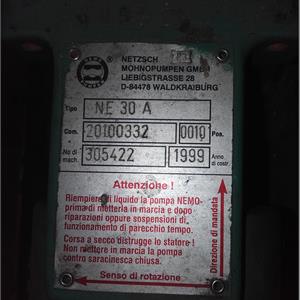 NETZSCH
MOHNOPUMPEN GMBH
LIEBIGSTRASSE 28
D-84478 WALDKRAIBURG
Tipo NE 30 A
Com. 20100332 0010 Pos.
No di mach. 305422 1999 Anno di costr.
Attenzione !
Riempiere di liquido la pompa NEMO-
prima di metterla in marcia e dopo
riparazioni oppure sospensioni di
funzionamento di parecchio tempo.
Corsa a secco distrugge lo statore !
Non mettere in marcia la pompa
contro saracinesca chiusa.
Senso di rotazione
Direzione di mandata